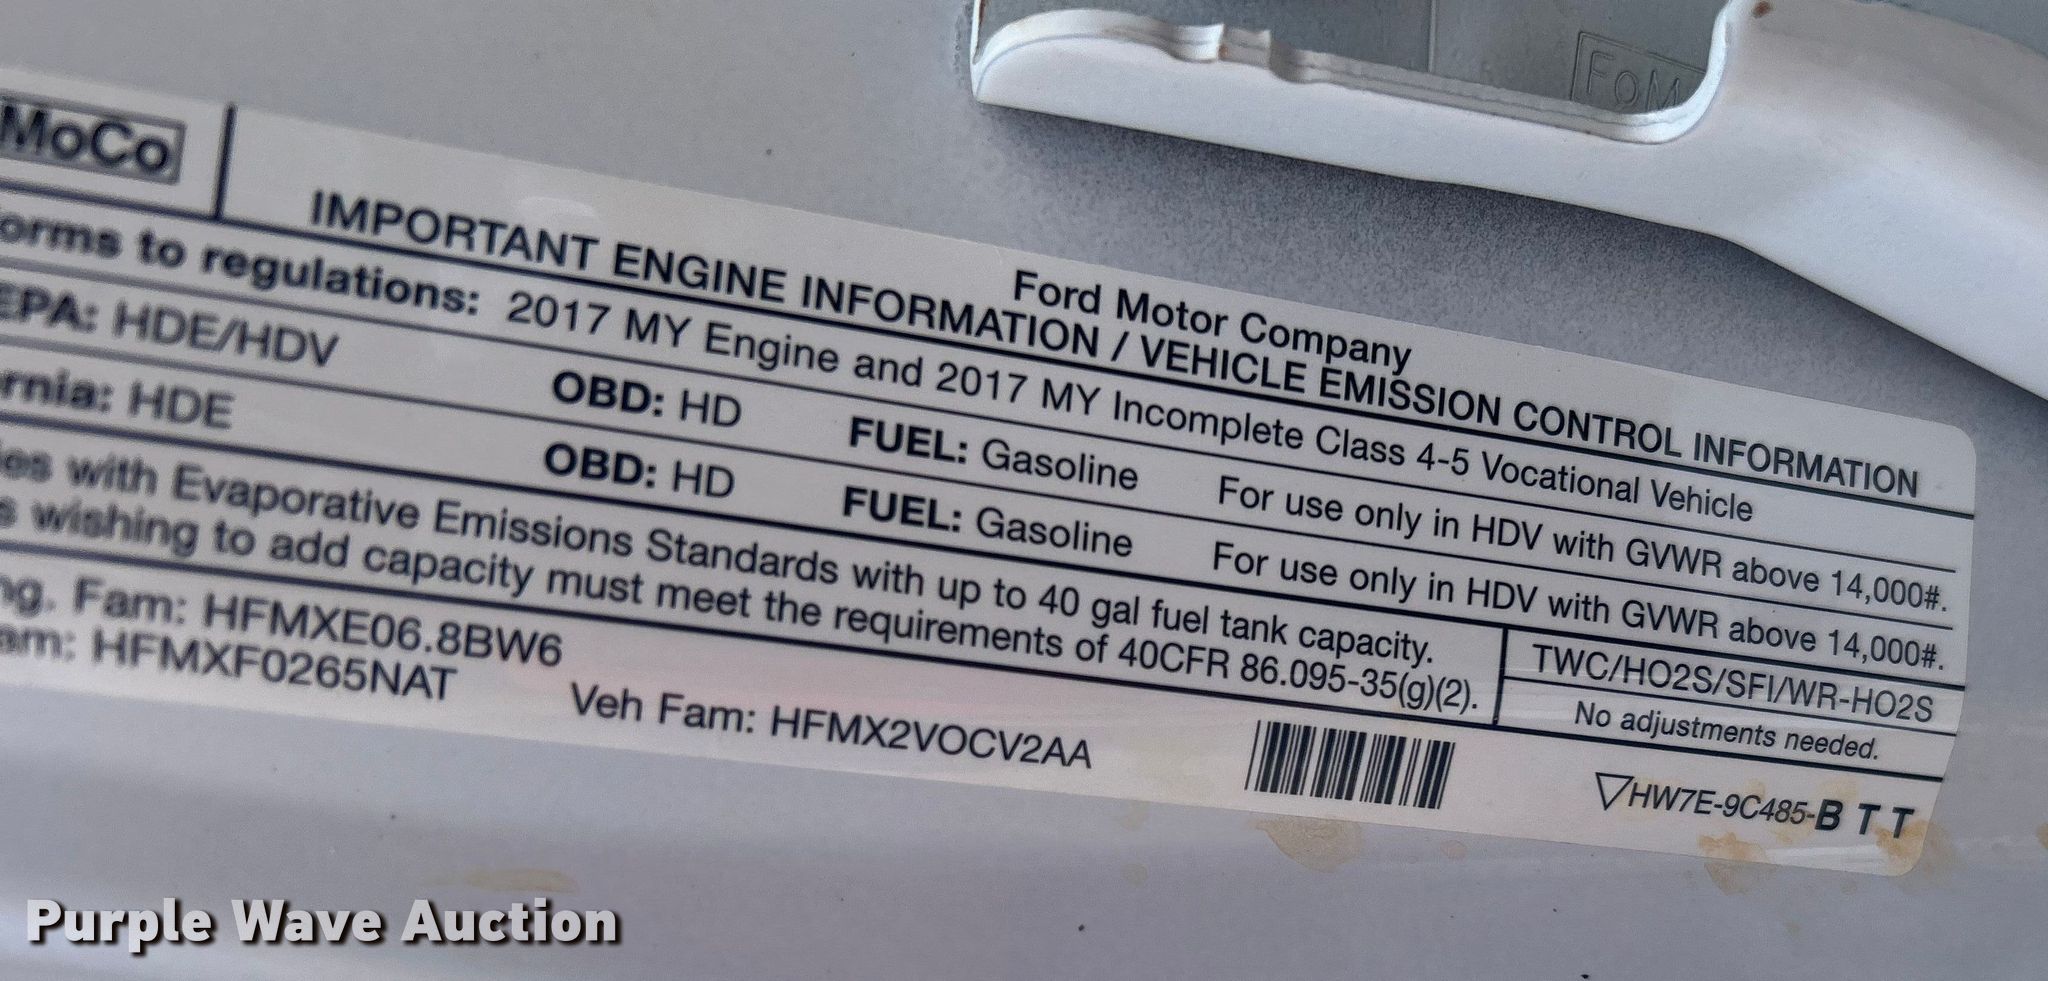 FoM
MoCo
Ford Motor Company
IMPORTANT ENGINE INFORMATION / VEHICLE EMISSION CONTROL INFORMATION
orms to regulations: 2017 MY Engine and 2017 MY Incomplete Class 4-5 Vocational Vehicle
EPA: HDE/HDV OBD: HD FUEL: Gasoline For use only in HDV with GVWR above 14,000#.
rnia: HDE OBD: HD FUEL: Gasoline For use only in HDV with GVWR above 14,000#.
ies with Evaporative Emissions Standards with up to 40 gal fuel tank capacity.
s wishing to add capacity must meet the requirements of 40CFR 86.095-35(g)(2).
TWC/HO2S/SFI/WR-HO2S
No adjustments needed.
ng. Fam: HFMXE06.8BW6
am: HFMXF0265NAT
Veh Fam: HFMX2VOCV2AA
HW7E-9C485-B T T
Purple Wave Auction